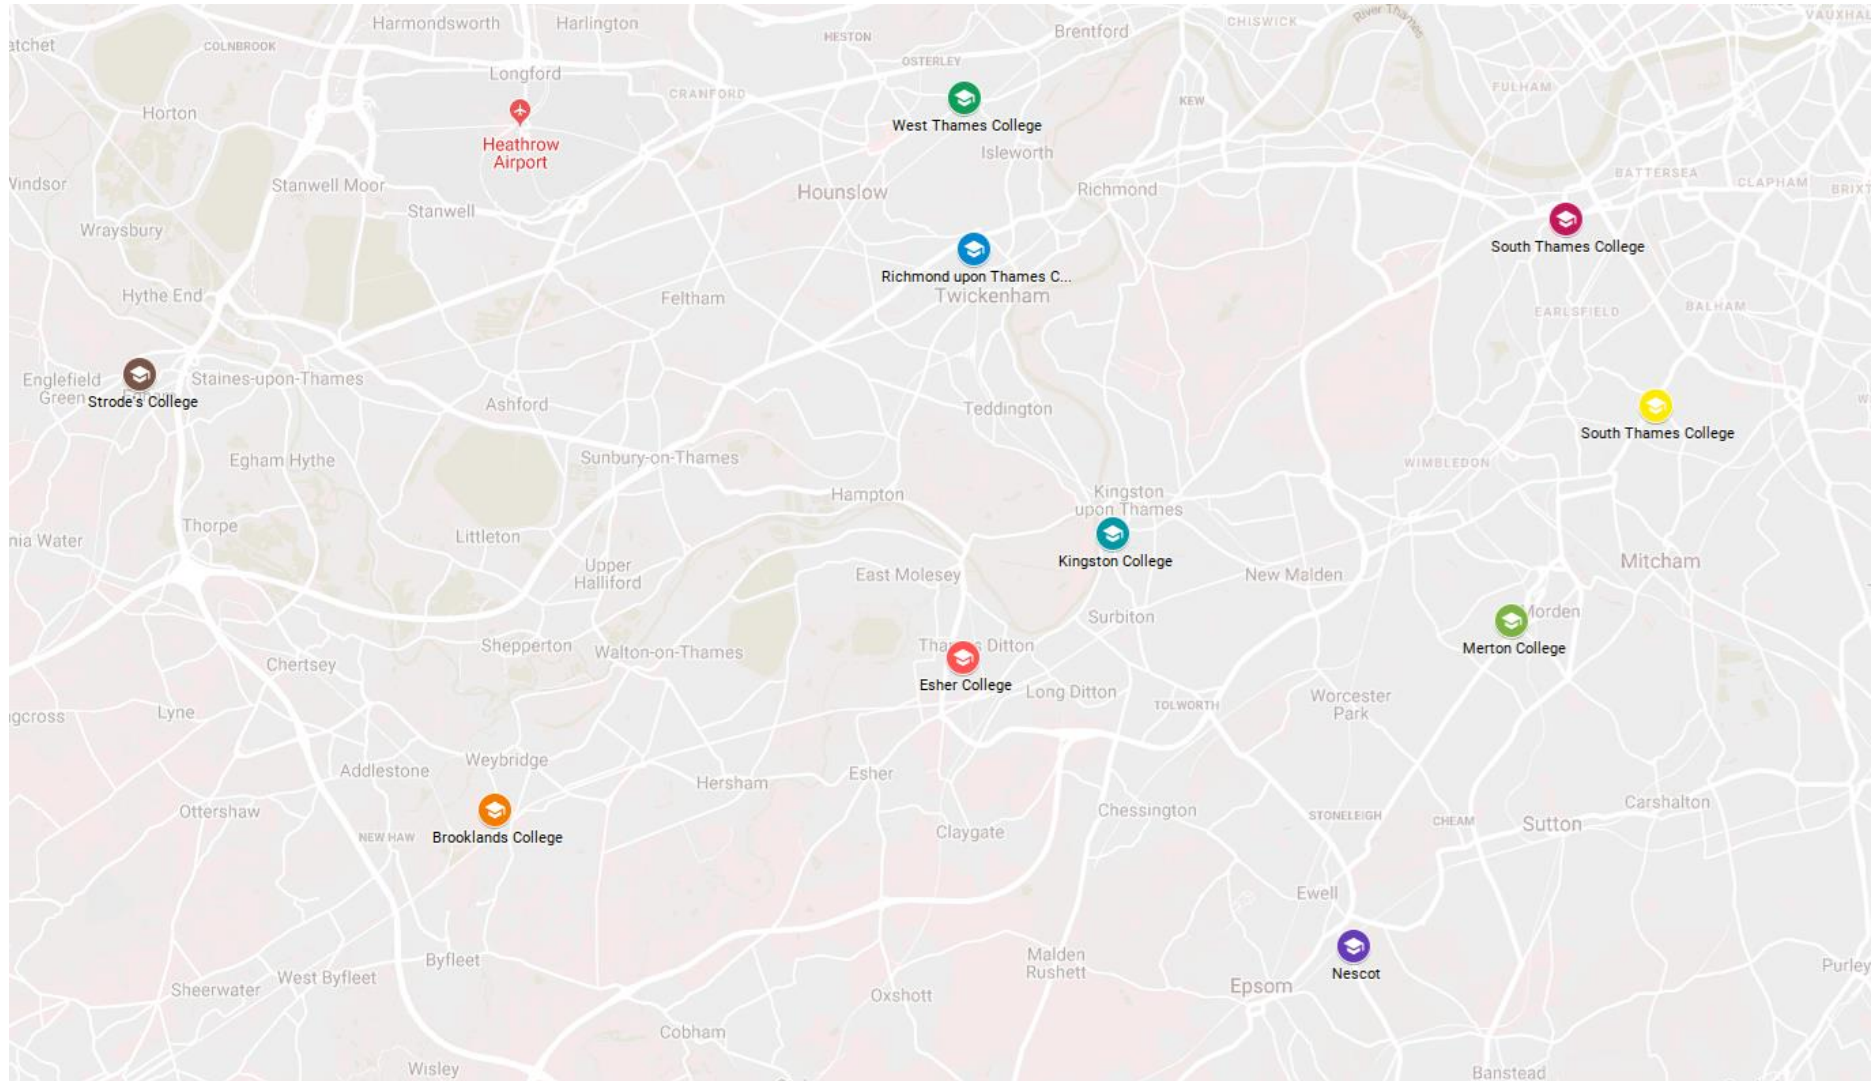 Harmondsworth
Harlington
CHISWICK
River Thames
VAUXHAL
atchet
COLNBROOK
HESTON
Brentford
OSTERLEY
Longford
CRANFORD
FULHAM
KEW
Horton
West Thames College
Heathrow
Airport
Isleworth
BATTERSEA
CLAPHAM
BRIXT
Windsor
Stanwell Moor
Hounslow
Richmond
Stanwell
Wraysbury
South Thames College
Richmond upon Thames C...
Twickenham
Hythe End
Feltham
EARLSFIELD
BALHAM
Englefield
Green
Staines-upon-Thames
Strode's College
Ashford
Teddington
South Thames College
Egham Hythe
Sunbury-on-Thames
WIMBLEDON
Hampton
Kingston
upon Thames
Thorpe
Littleton
nia Water
Kingston College
Upper
Halliford
East Molesey
New Malden
Mitcham
Surbiton
Morden
Shepperton
Walton-on-Thames
Thames Ditton
Merton College
Chertsey
Esher College
Long Ditton
Worcester
Park
TOLWORTH
gcross
Lyne
Weybridge
Addlestone
Hersham
Esher
Ottershaw
Chessington
STONELEIGH
CHEAM
Carshalton
Sutton
NEW HAW
Brooklands College
Claygate
Ewell
Byfleet
Malden
Rushett
Nescot
Purley
West Byfleet
Sheerwater
Oxshott
Epsom
Cobham
Wisley
Banstead